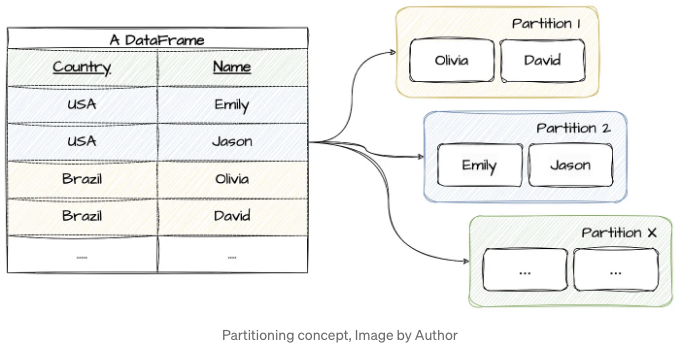 A DataFrame
Country Name
USA Emily
USA Jason
Brazil Olivia
Brazil David
..... ....
Partition 1
Olivia David
Partition 2
Emily Jason
Partition X
... ...
Partitioning concept, Image by Author